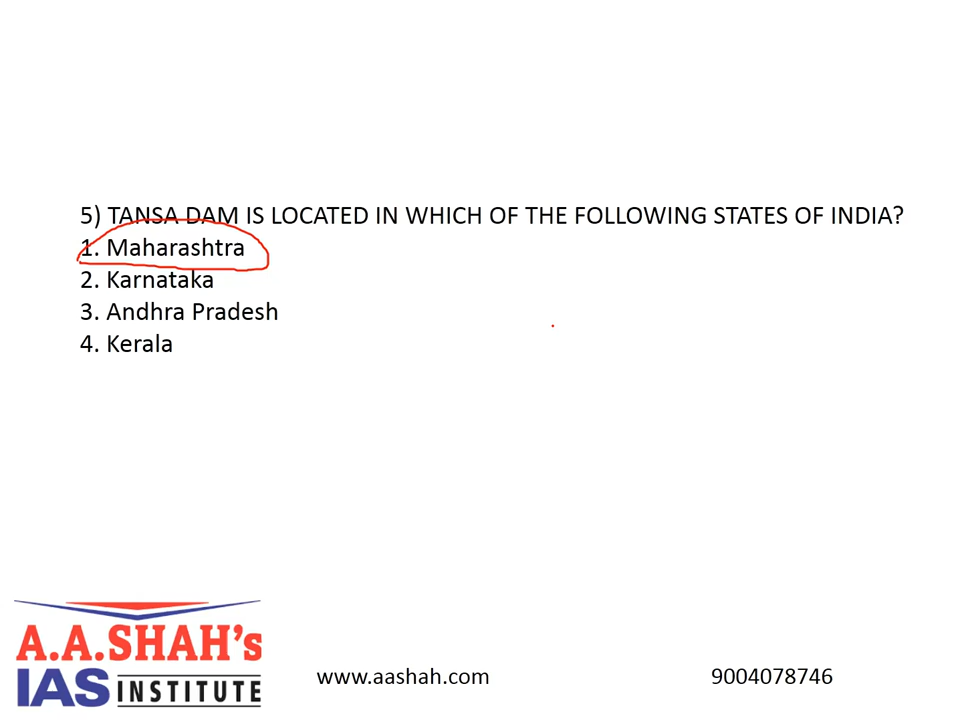 5) TANSA DAM IS LOCATED IN WHICH OF THE FOLLOWING STATES OF INDIA?
1. Maharashtra
2. Karnataka
3. Andhra Pradesh
4. Kerala
A.A.SHAH's
IAS INSTITUTE
www.aashah.com 9004078746